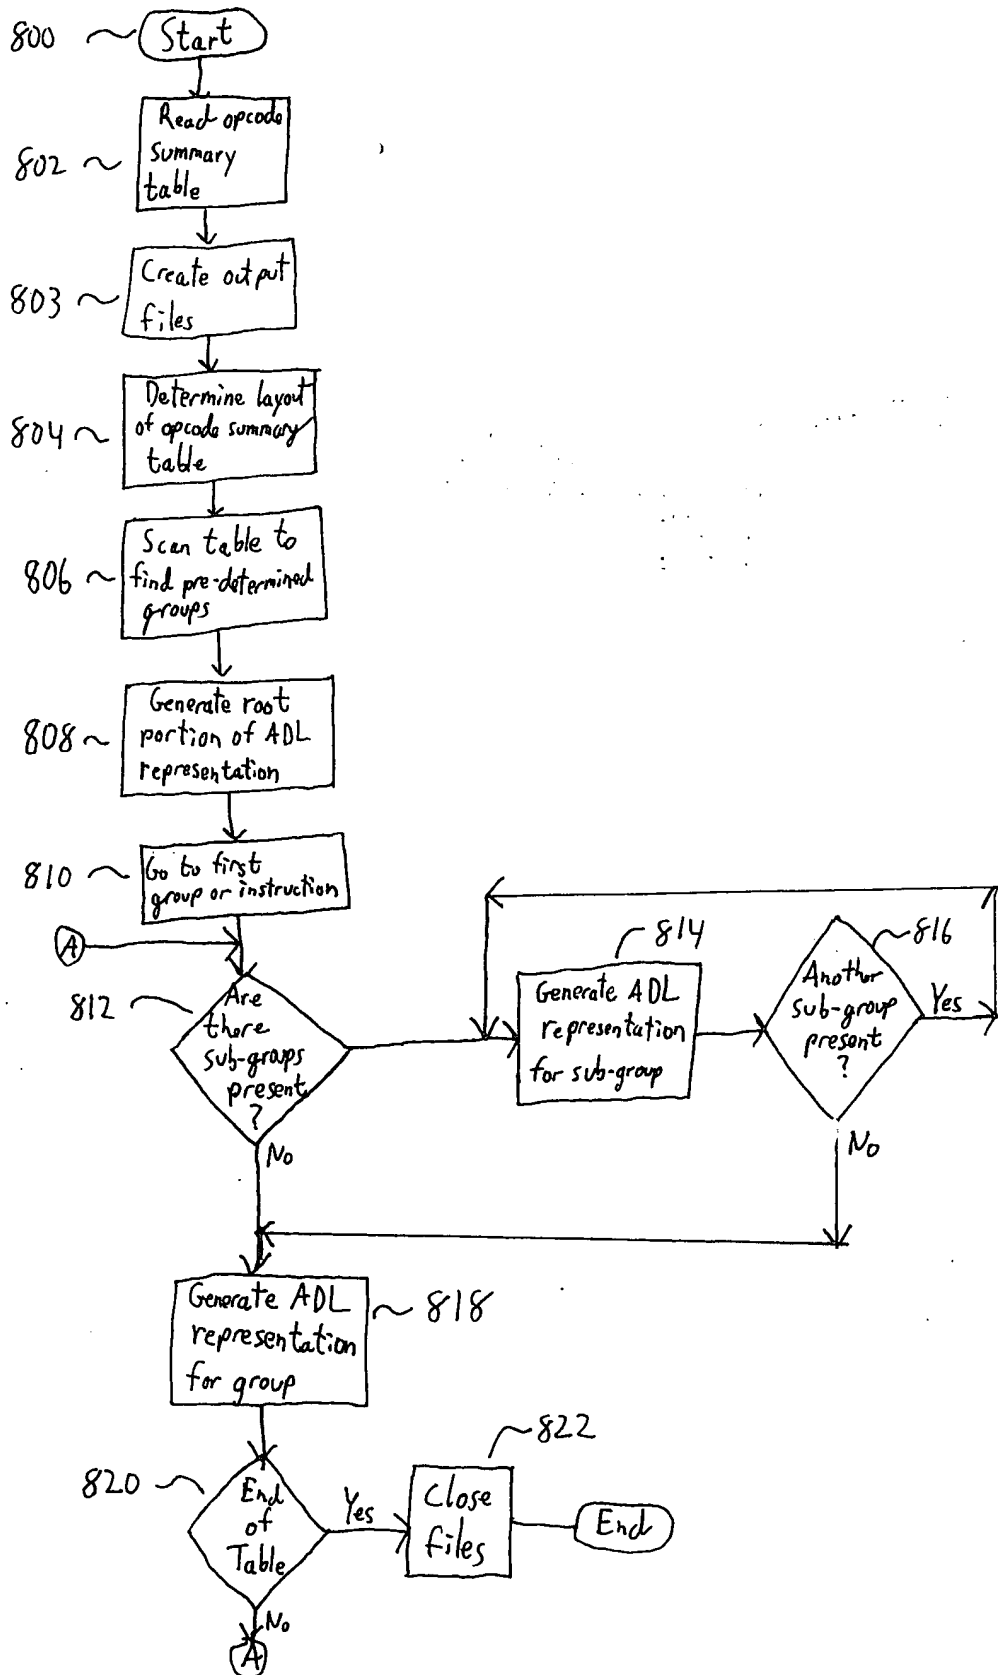 800
Start
802
Read opcode
summary
table
803
Create output
files
804
Determine layout
of opcode summary
table
806
Scan table to
find pre-determined
groups
808
Generate root
portion of ADL
representation
810
Go to first
group or instruction
A
812
Are
there
sub-groups
present
?
814
Generate ADL
representation
for sub-group
816
Another
sub-group
present
?
Yes
No
No
818
Generate ADL
representation
for group
820
End
of
Table
Yes
822
Close
files
End
No
A